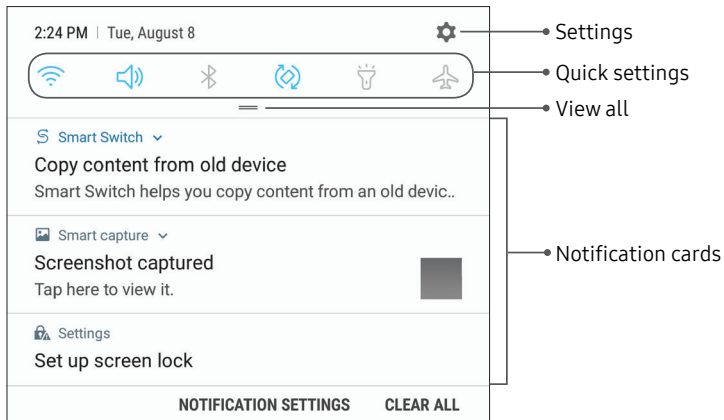 2:24 PM | Tue, August 8
Settings
Quick settings
View all
Smart Switch
Copy content from old device
Smart Switch helps you copy content from an old devic..
Smart capture
Screenshot captured
Tap here to view it.
Notification cards
Settings
Set up screen lock
NOTIFICATION SETTINGS CLEAR ALL